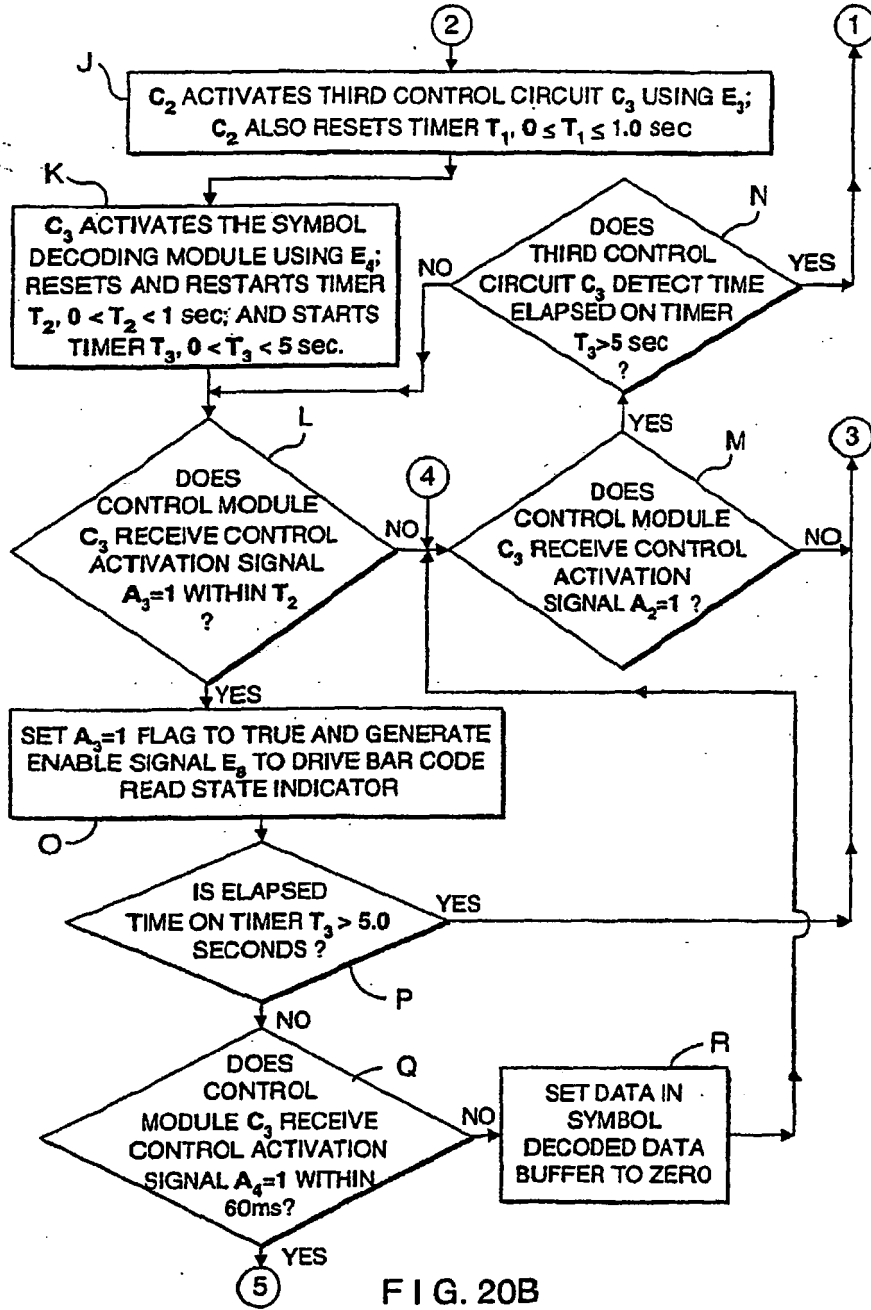 2
1
J
C₂ ACTIVATES THIRD CONTROL CIRCUIT C₃ USING E₃;
C₂ ALSO RESETS TIMER T₁, 0 ≤ T₁ ≤ 1.0 sec
K
C₃ ACTIVATES THE SYMBOL
DECODING MODULE USING E₄;
RESETS AND RESTARTS TIMER
T₂, 0 < T₂ < 1 sec; AND STARTS
TIMER T₃, 0 < T₃ < 5 sec.
N
DOES
THIRD CONTROL
CIRCUIT C₃ DETECT TIME
ELAPSED ON TIMER
T₃>5 sec
?
NO
YES
L
DOES
CONTROL MODULE
C₃ RECEIVE CONTROL
ACTIVATION SIGNAL
A₃=1 WITHIN T₂
?
NO
4
YES
M
DOES
CONTROL MODULE
C₃ RECEIVE CONTROL
ACTIVATION
SIGNAL A₂=1 ?
NO
3
YES
SET A₃=1 FLAG TO TRUE AND GENERATE
ENABLE SIGNAL E₈ TO DRIVE BAR CODE
READ STATE INDICATOR
O
IS ELAPSED
TIME ON TIMER T₃ > 5.0
SECONDS ?
YES
P
NO
DOES
CONTROL
MODULE C₃ RECEIVE
CONTROL ACTIVATION
SIGNAL A₄=1 WITHIN
60ms?
Q
NO
R
SET DATA IN
SYMBOL
DECODED DATA
BUFFER TO ZERO
YES
5
FIG. 20B